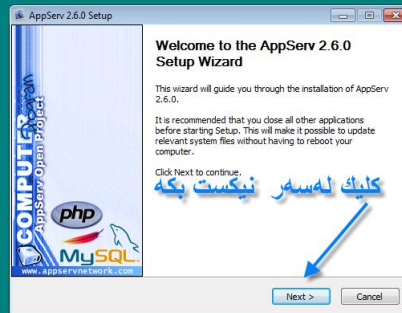 AppServ 2.6.0 Setup
Welcome to the AppServ 2.6.0
Setup Wizard
This wizard will guide you through the installation of AppServ
2.6.0.
It is recommended that you close all other applications
before starting Setup. This will make it possible to update
relevant system files without having to reboot your
computer.
Click Next to continue.
كليك لەسەر نيكست بكە
COMPUTER
AppServ Open Project
php
MySQL
www.appservnetwork.com
Next >
Cancel